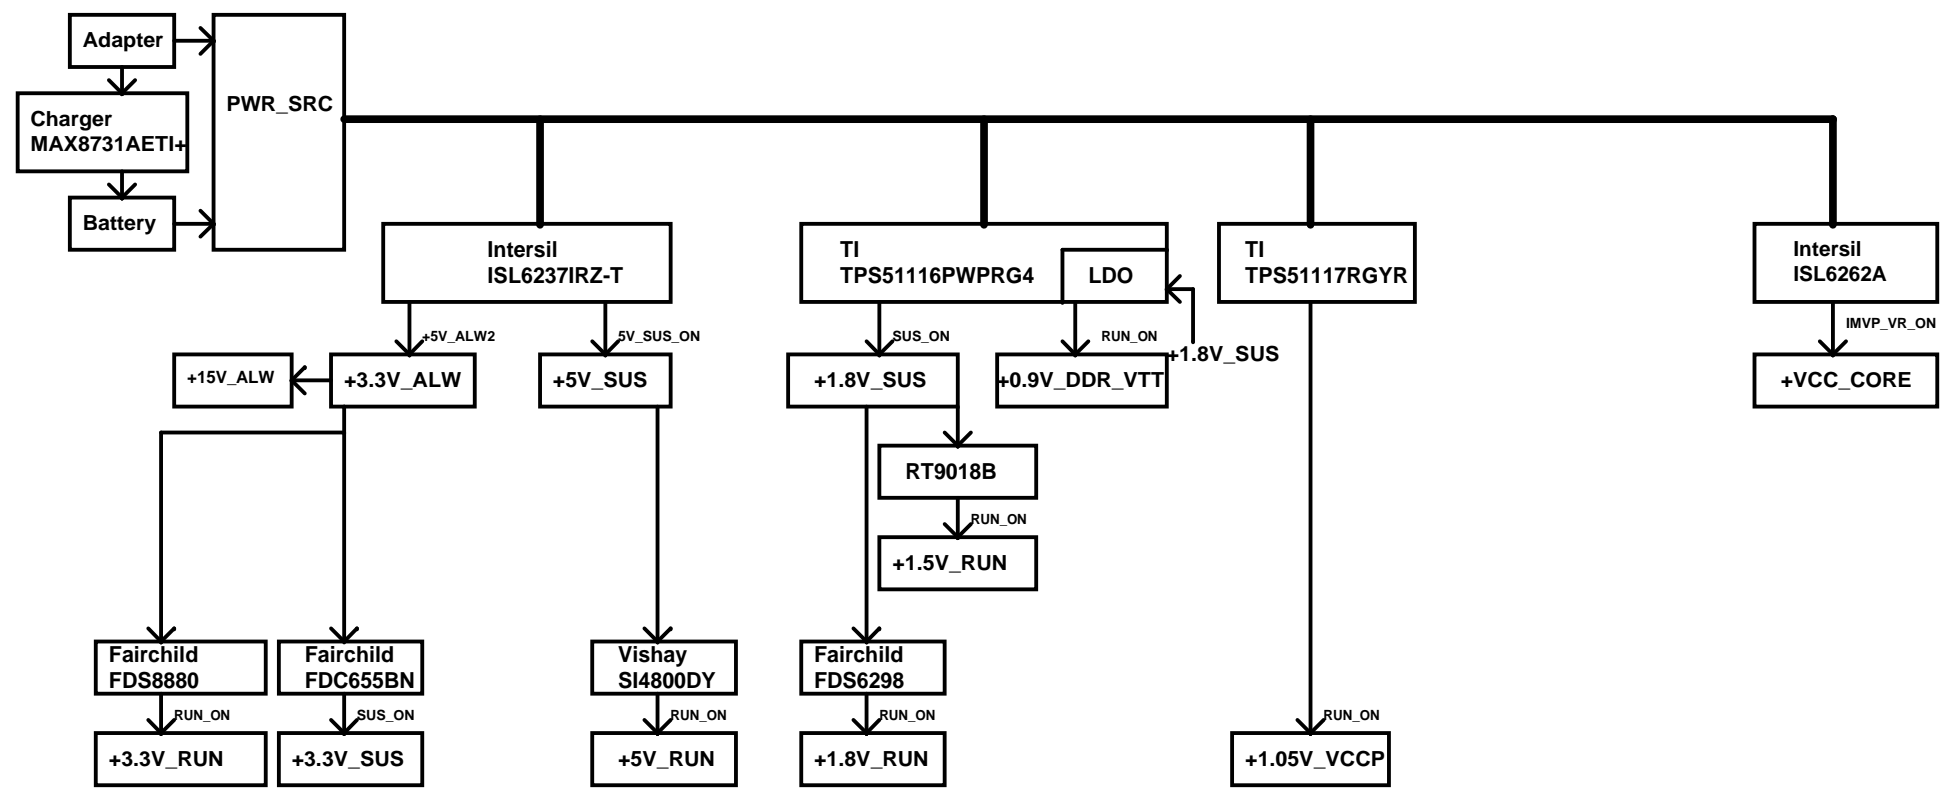 Adapter
PWR_SRC
Charger
MAX8731AETI+
Battery
Intersil
ISL6237IRZ-T
TI
TPS51116PWPRG4
LDO
TI
TPS51117RGYR
Intersil
ISL6262A
+5V_ALW2
5V_SUS_ON
SUS_ON
RUN_ON
+1.8V_SUS
IMVP_VR_ON
+15V_ALW
+3.3V_ALW
+5V_SUS
+1.8V_SUS
+0.9V_DDR_VTT
+VCC_CORE
RT9018B
RUN_ON
+1.5V_RUN
Fairchild
FDS8880
Fairchild
FDC655BN
Vishay
SI4800DY
Fairchild
FDS6298
RUN_ON
SUS_ON
RUN_ON
RUN_ON
RUN_ON
+3.3V_RUN
+3.3V_SUS
+5V_RUN
+1.8V_RUN
+1.05V_VCCP